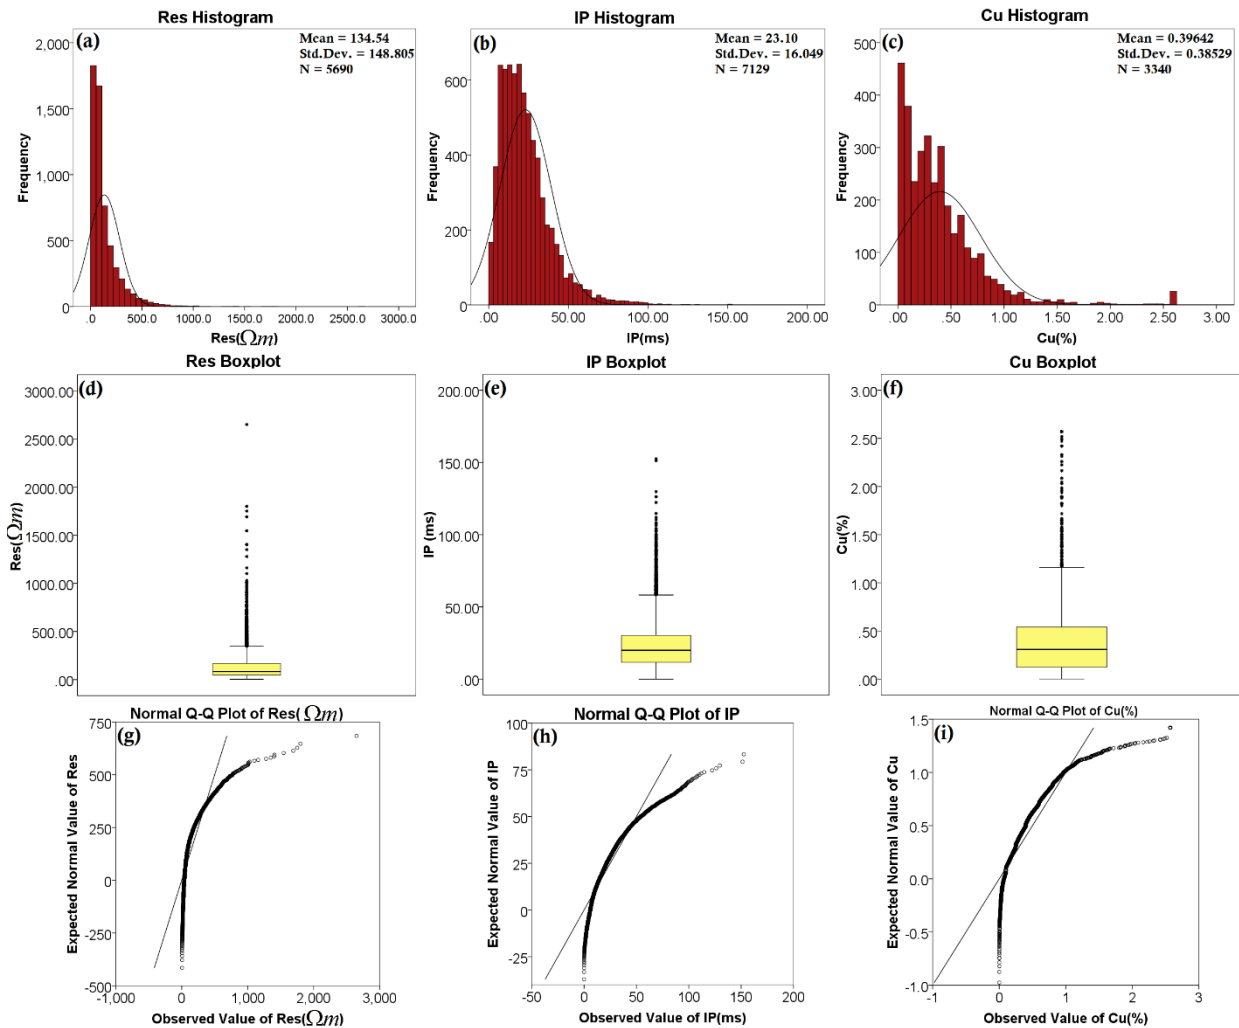 Res Histogram
(a)
Mean = 134.54
Std.Dev. = 148.805
N = 5690
2,000
1,500
1,000
500
0
Frequency
.0 500.0 1000.0 1500.0 2000.0 2500.0 3000.0
Res(Ωm)
IP Histogram
(b)
Mean = 23.10
Std.Dev. = 16.049
N = 7129
600
400
200
0
Frequency
.00 50.00 100.00 150.00 200.00
IP(ms)
Cu Histogram
(c)
Mean = 0.39642
Std.Dev. = 0.38529
N = 3340
500
400
300
200
100
0
Frequency
.00 .50 1.00 1.50 2.00 2.50 3.00
Cu(%)
Res Boxplot
(d)
3000.00
2500.00
2000.00
1500.00
1000.00
500.00
.00
Res(Ωm)
IP Boxplot
(e)
200.00
150.00
100.00
50.00
.00
IP (ms)
Cu Boxplot
(f)
3.00
2.50
2.00
1.50
1.00
.50
.00
Cu(%)
Normal Q-Q Plot of Res( Ωm)
(g)
750
500
250
0
-250
-500
Expected Normal Value of Res
-1,000 0 1,000 2,000 3,000
Observed Value of Res(Ωm)
Normal Q-Q Plot of IP
(h)
100
75
50
25
0
-25
Expected Normal Value of IP
-50 0 50 100 150 200
Observed Value of IP(ms)
Normal Q-Q Plot of Cu(%)
(i)
1.5
1.0
0.5
0.0
-0.5
-1.0
Expected Normal Value of Cu
-1 0 1 2 3
Observed Value of Cu(%)